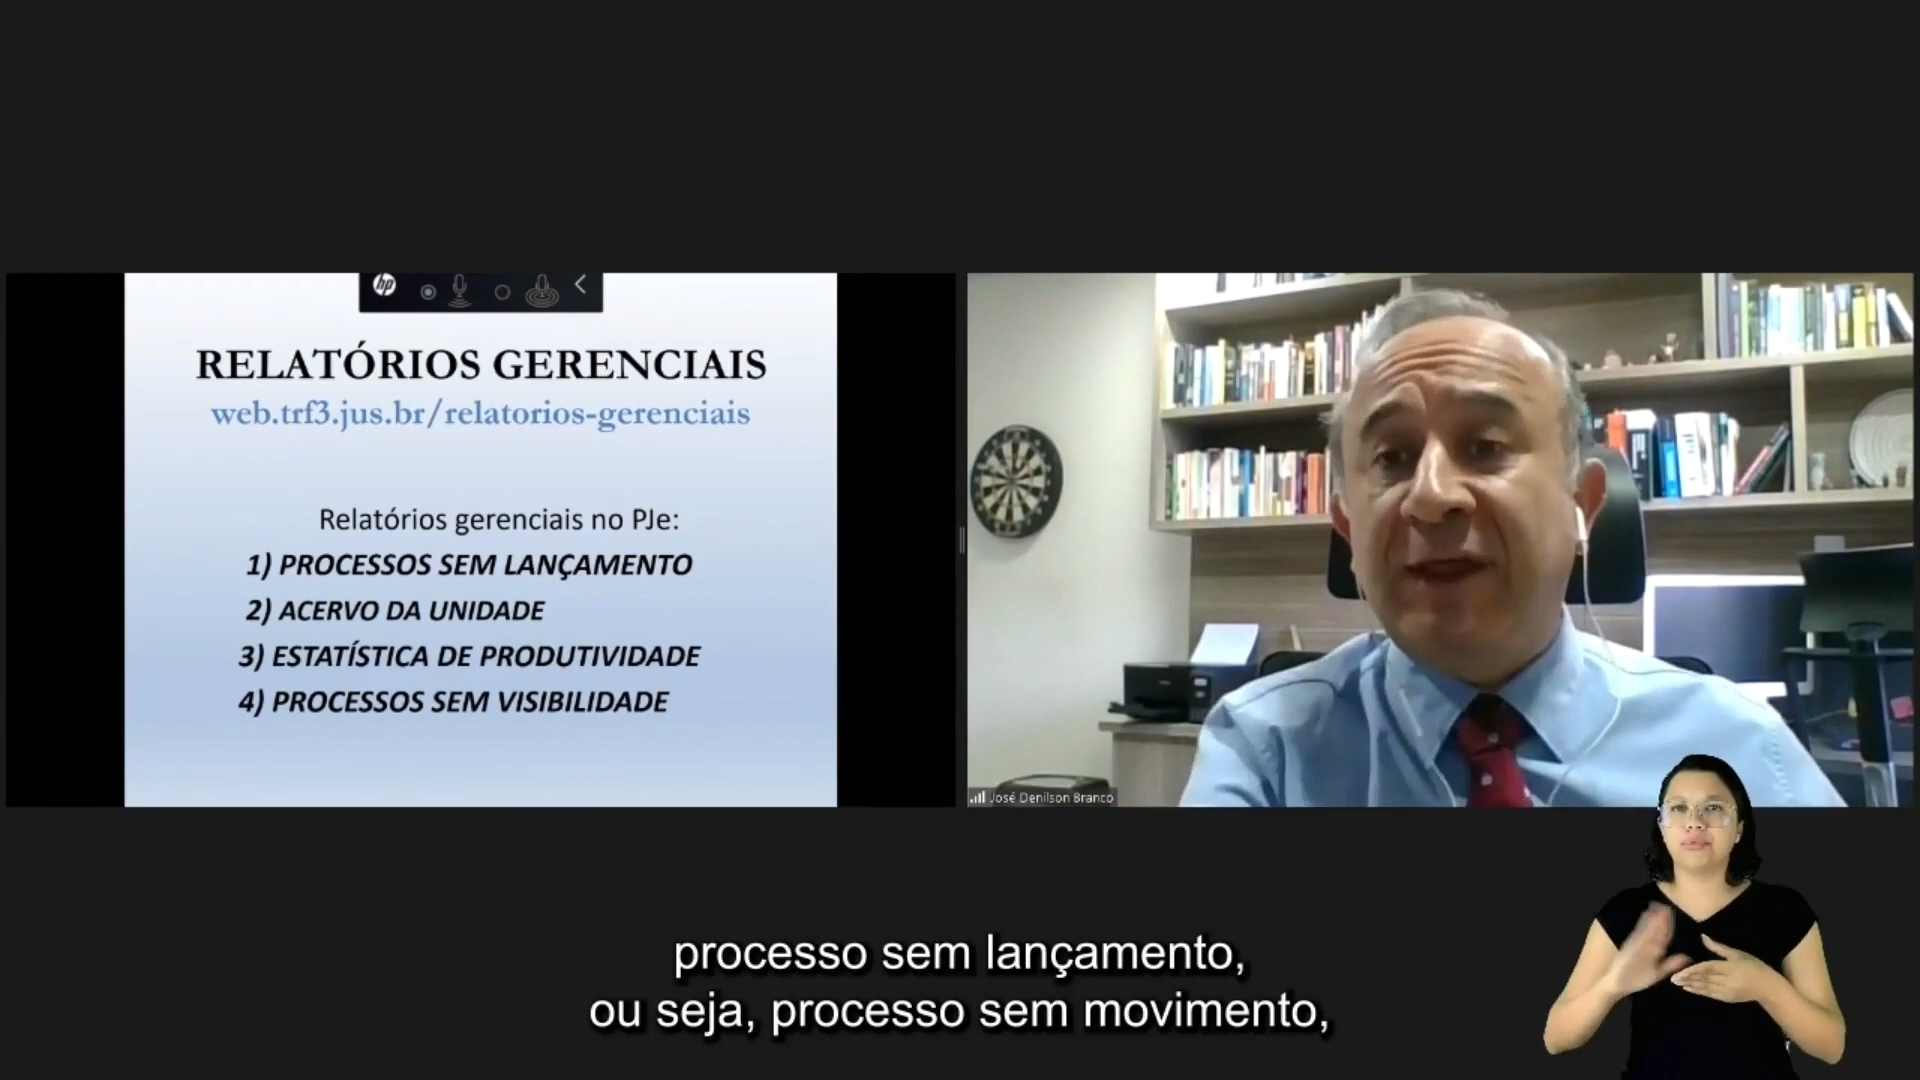 hp
RELATÓRIOS GERENCIAIS
web.trf3.jus.br/relatorios-gerenciais
Relatórios gerenciais no PJe:
1) PROCESSOS SEM LANÇAMENTO
2) ACERVO DA UNIDADE
3) ESTATÍSTICA DE PRODUTIVIDADE
4) PROCESSOS SEM VISIBILIDADE
José Denilson Branco
processo sem lançamento,
ou seja, processo sem movimento,